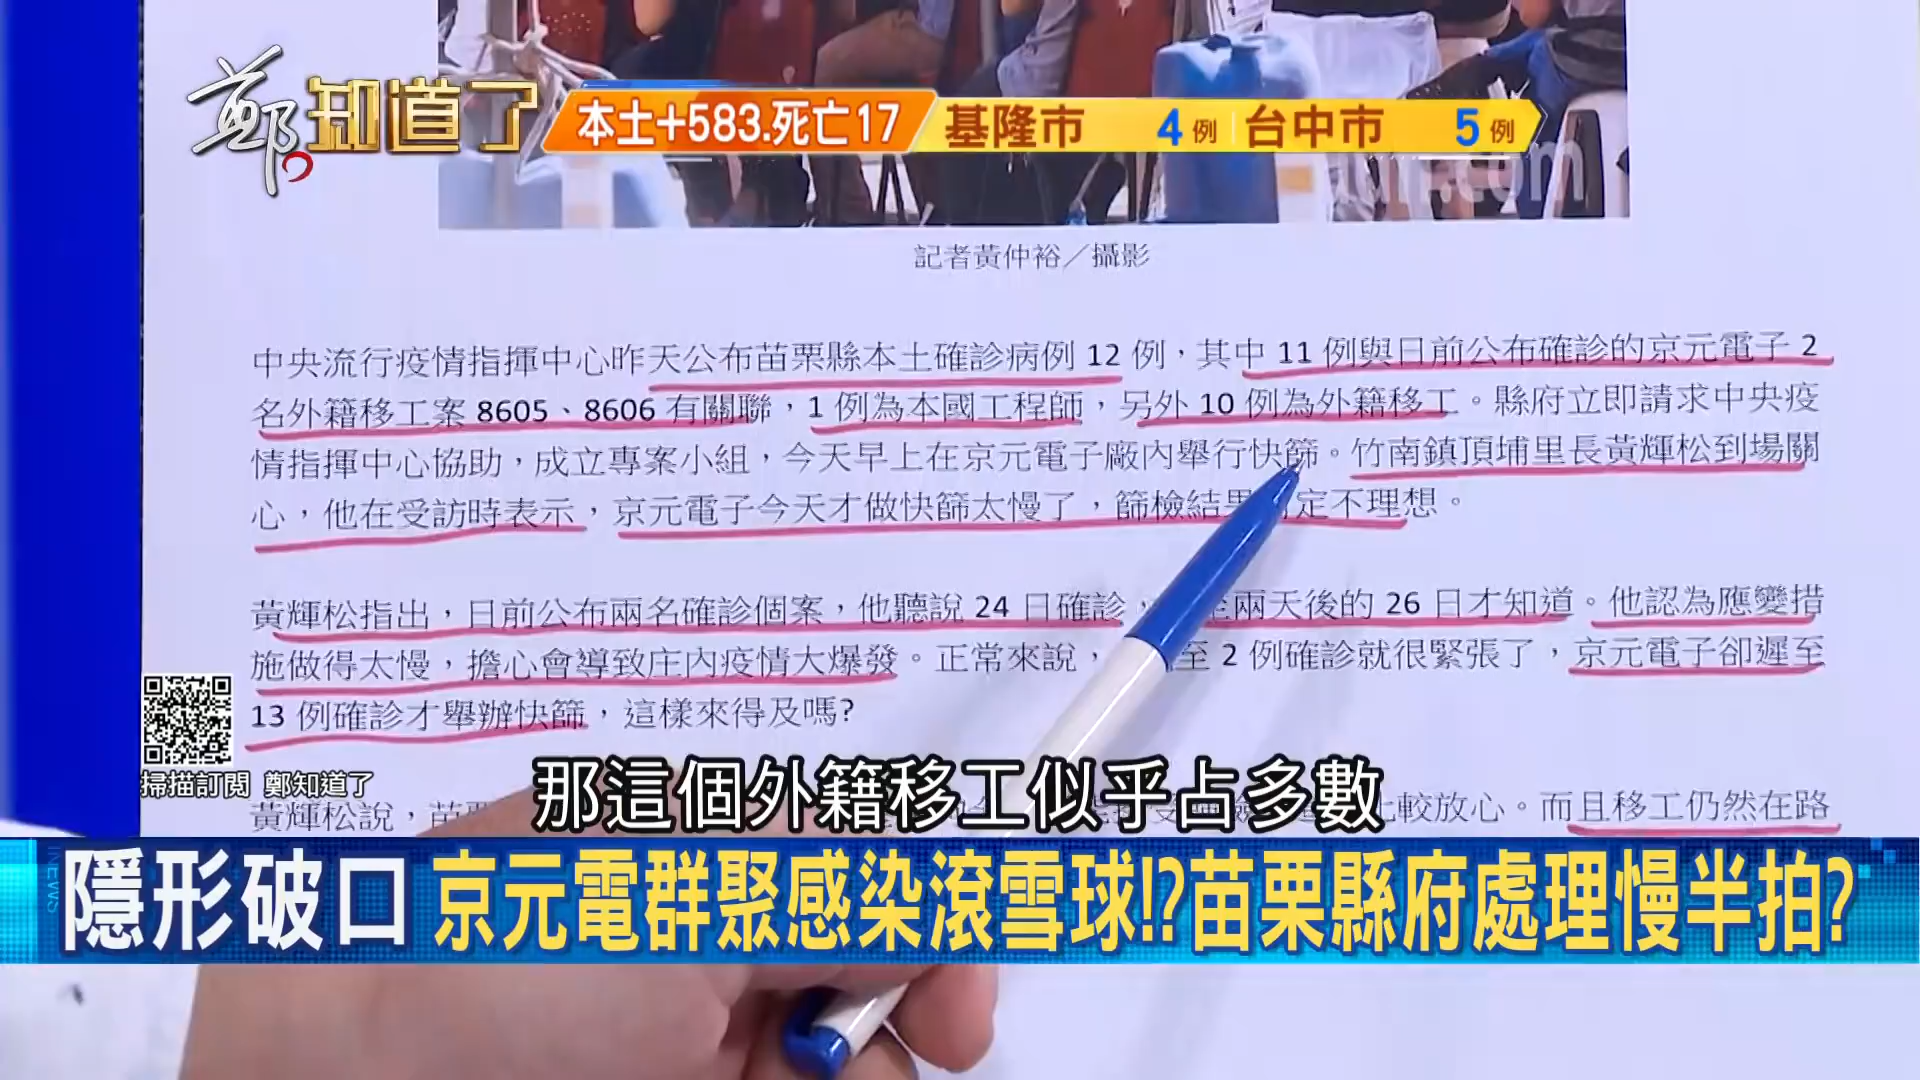 鄭知道了
本土+583.死亡17
基隆市 4例 台中市 5例
udn.com
記者黃仲裕／攝影
中央流行疫情指揮中心昨天公布苗栗縣本土確診病例 12 例，其中 11 例與日前公布確診的京元電子 2
名外籍移工案 8605、8606 有關聯，1 例為本國工程師，另外 10 例為外籍移工。縣府立即請求中央疫
情指揮中心協助，成立專案小組，今天早上在京元電子廠內舉行快篩。竹南鎮頂埔里長黃輝松到場關
心，他在受訪時表示，京元電子今天才做快篩太慢了，篩檢結果 定不理想。
黃輝松指出，日前公布兩名確診個案，他聽說 24 日確診， 至兩天後的 26 日才知道。他認為應變措
施做得太慢，擔心會導致庄內疫情大爆發。正常來說， 至 2 例確診就很緊張了，京元電子卻遲至
13 例確診才舉辦快篩，這樣來得及嗎?
掃描訂閱 鄭知道了
那這個外籍移工似乎占多數
黃輝松說，苗 比較放心。而且移工仍然在路
INEWS
隱形破口 京元電群聚感染滾雪球!?苗栗縣府處理慢半拍?